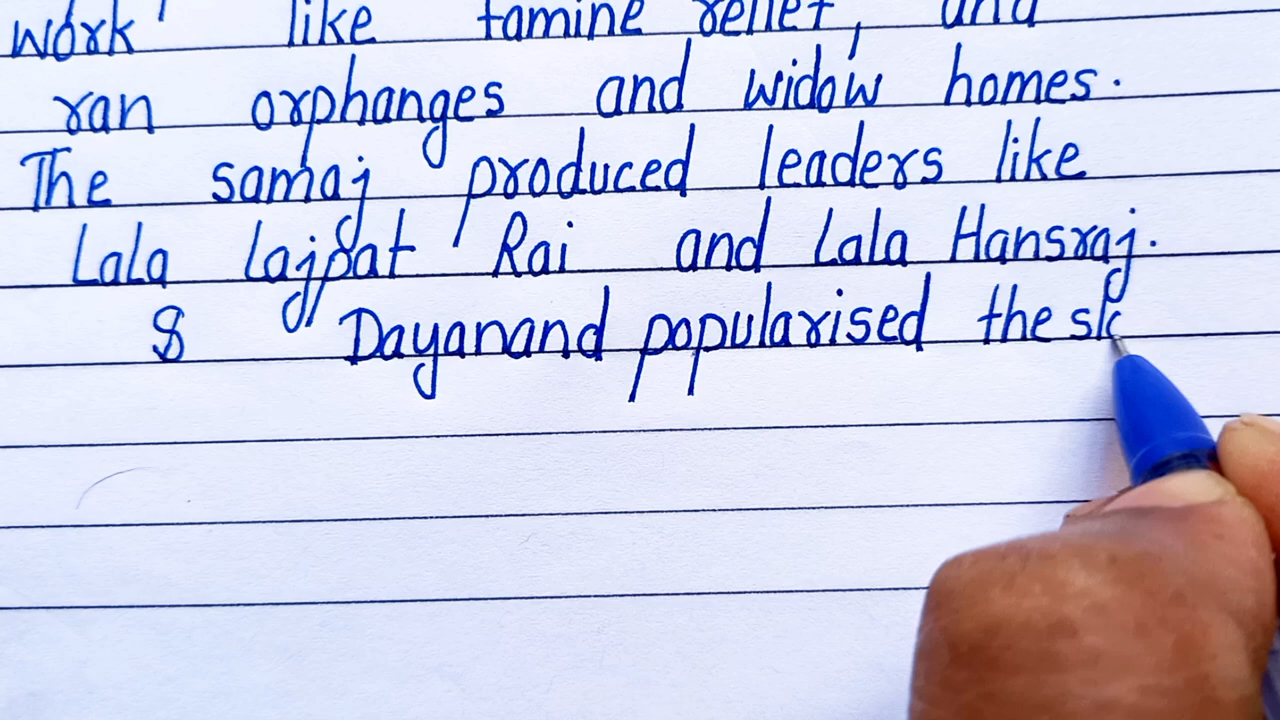 work like famine relief, and
ran orphanges and widow homes.
The samaj produced leaders like
Lala Lajpat Rai and Lala Hansraj.
8 Dayanand popularised the sk